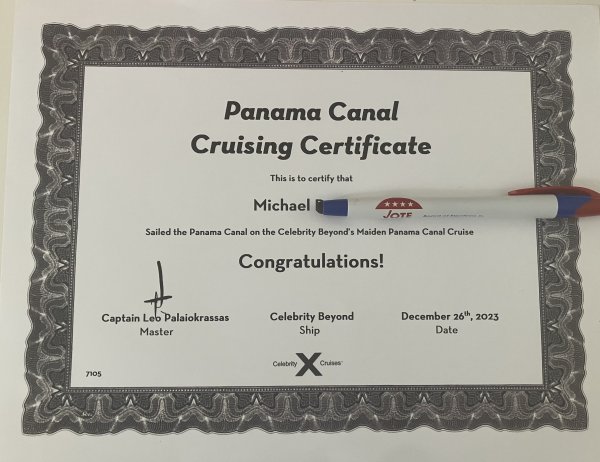 Panama Canal
Cruising Certificate
This is to certify that
Michael
VOTE
Sailed the Panama Canal on the Celebrity Beyond's Maiden Panama Canal Cruise
Congratulations!
Captain Leo Palaiokrassas
Master
Celebrity Beyond
Ship
December 26th, 2023
Date
7105
Celebrity X Cruises